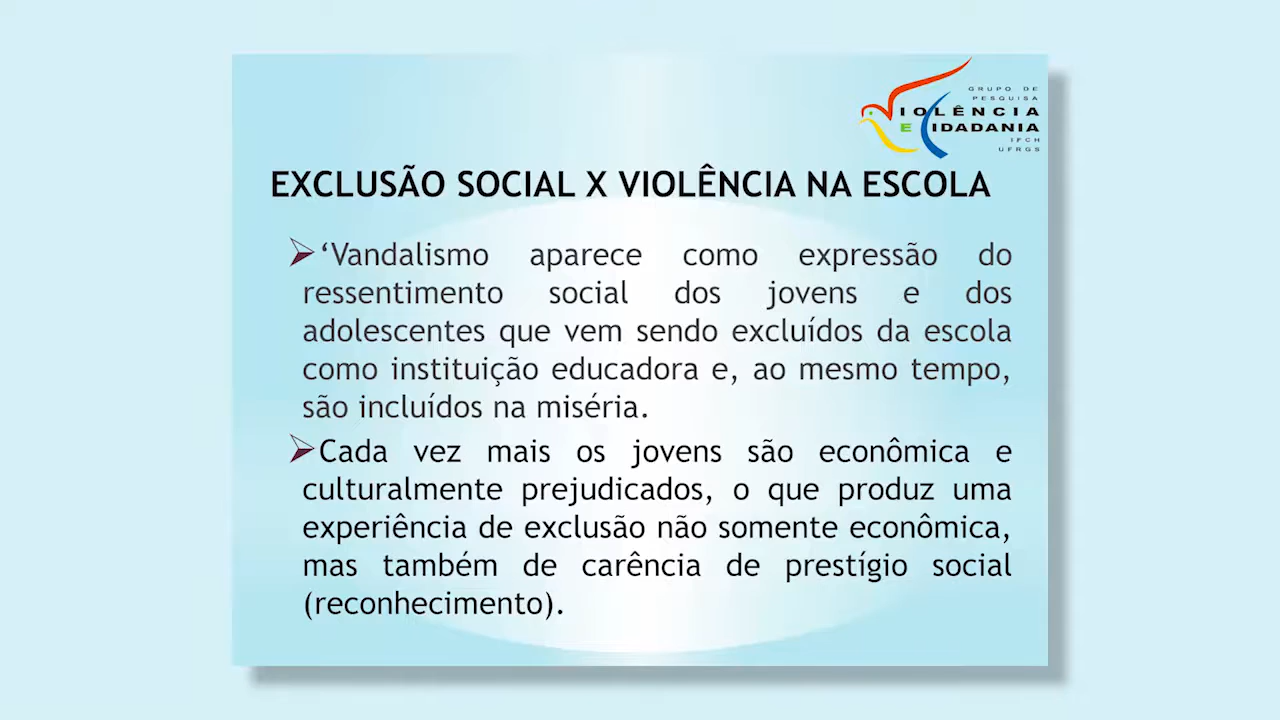 GRUPO DE
PESQUISA
VIOLÊNCIA
E CIDADANIA
IFCH
UFRGS
EXCLUSÃO SOCIAL X VIOLÊNCIA NA ESCOLA
‘Vandalismo aparece como expressão do
ressentimento social dos jovens e dos
adolescentes que vem sendo excluídos da escola
como instituição educadora e, ao mesmo tempo,
são incluídos na miséria.
Cada vez mais os jovens são econômica e
culturalmente prejudicados, o que produz uma
experiência de exclusão não somente econômica,
mas também de carência de prestígio social
(reconhecimento).